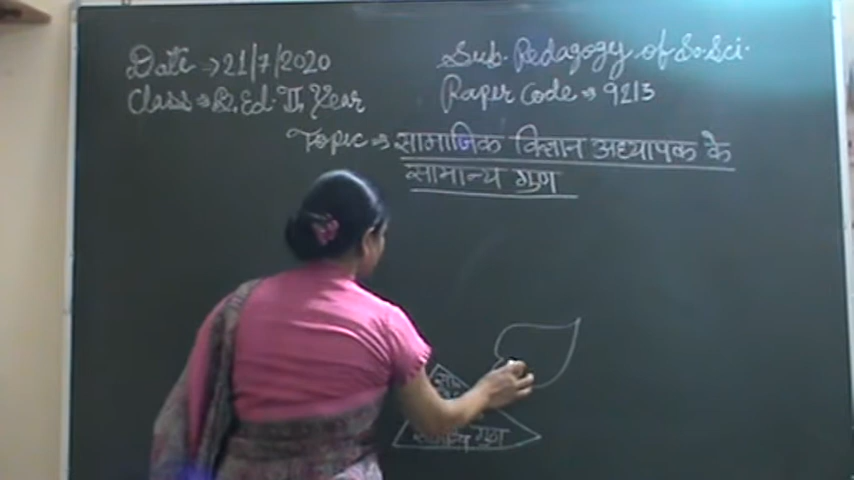 Date → 21/7/2020
Sub. Pedagogy of So. Sci.
Class → B.Ed. II Year
Paper Code → 9213
Topic → सामाजिक विज्ञान अध्यापक के
सामान्य गुण
सामान्य गुण